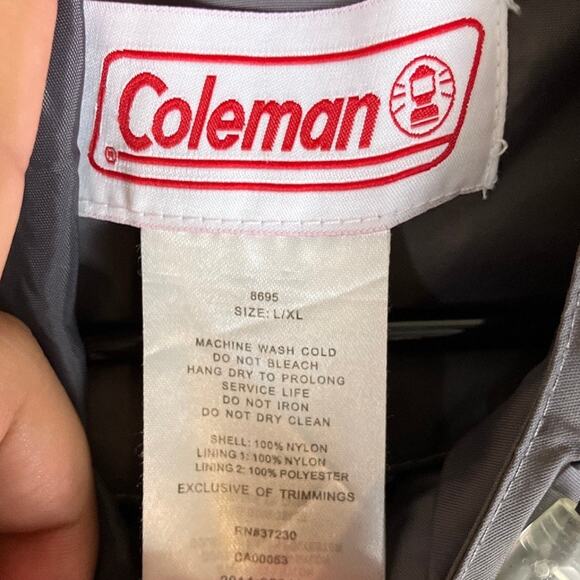 Coleman
®
8695
SIZE: L/XL
MACHINE WASH COLD
DO NOT BLEACH
HANG DRY TO PROLONG
SERVICE LIFE
DO NOT IRON
DO NOT DRY CLEAN
SHELL: 100% NYLON
LINING 1: 100% NYLON
LINING 2: 100% POLYESTER
EXCLUSIVE OF TRIMMINGS
RN#37230
CA00053